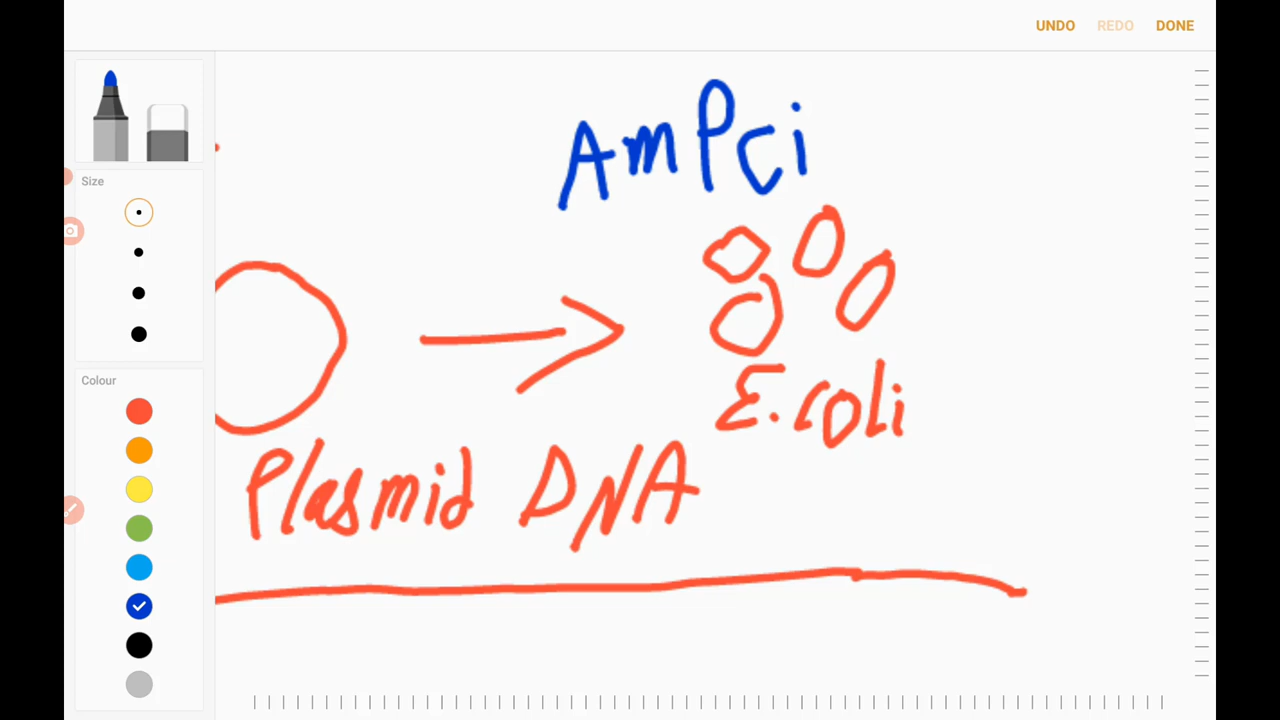 UNDO REDO DONE
Size
AmPCi
E.coli
Colour
Plasmid DNA